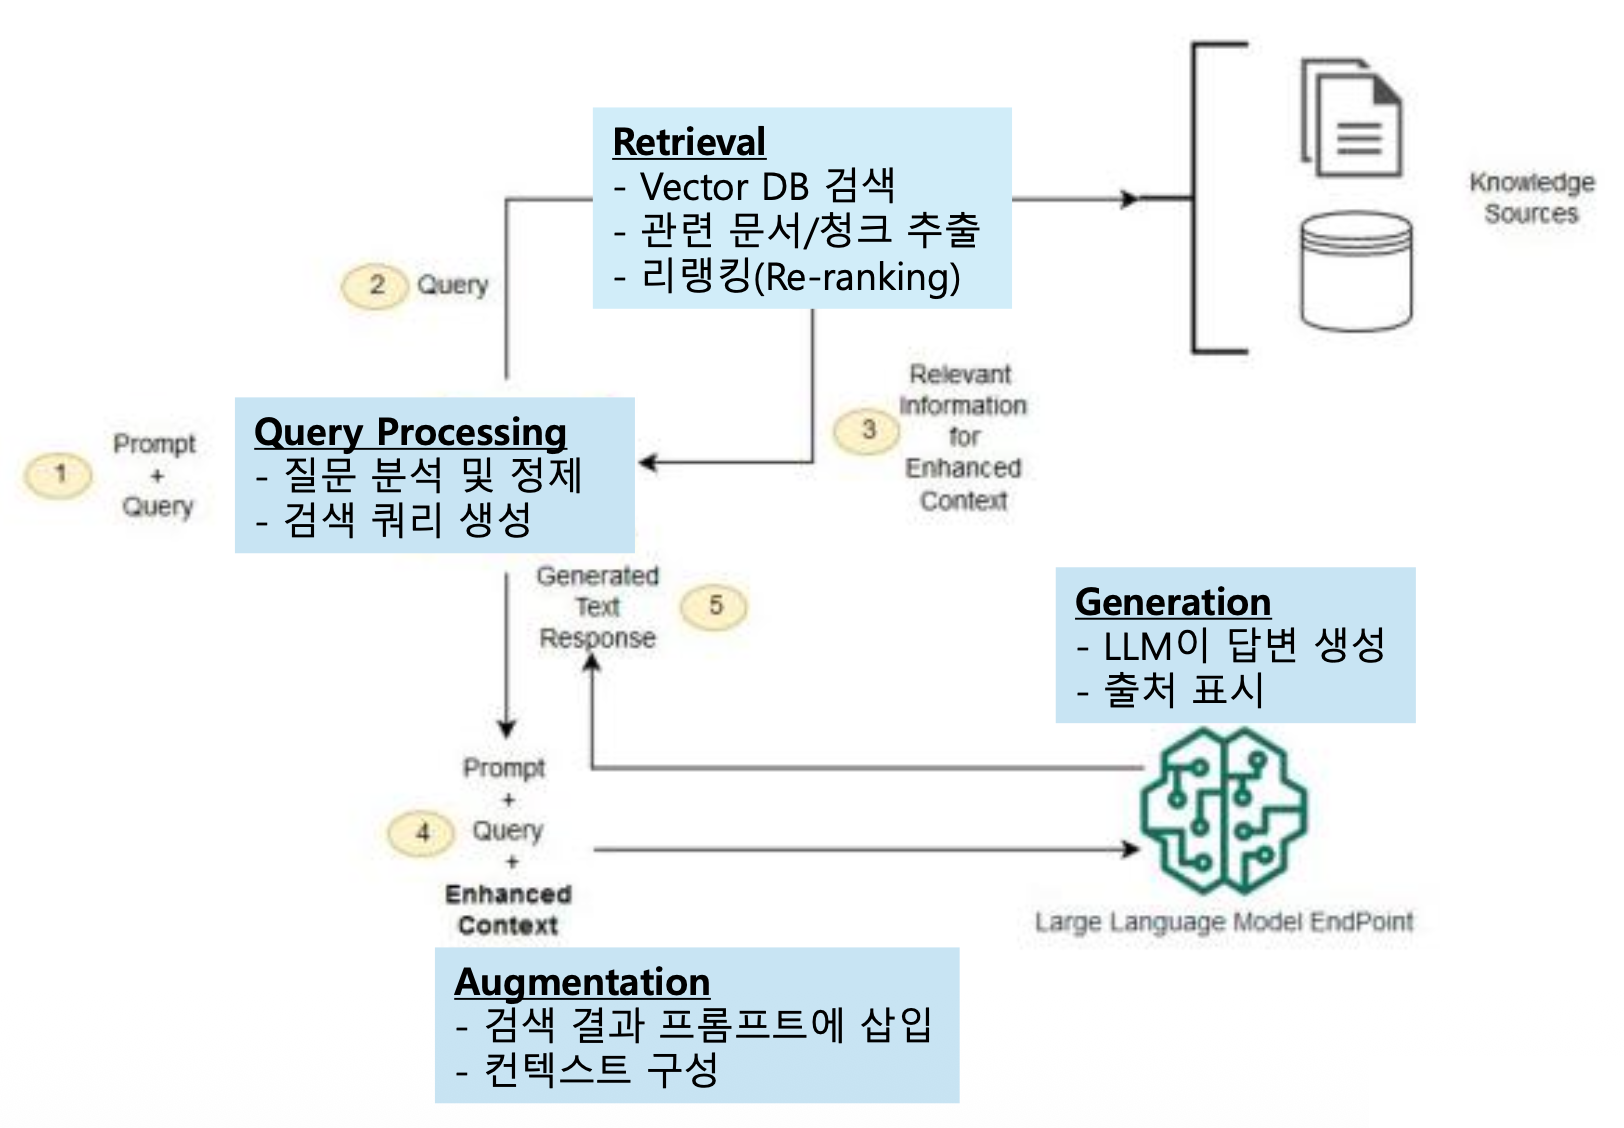 Retrieval
- Vector DB 검색
- 관련 문서/청크 추출
- 리랭킹(Re-ranking)
Knowledge
Sources
2 Query
3
Relevant
Information
for
Enhanced
Context
1
Prompt
+
Query
Query Processing
- 질문 분석 및 정제
- 검색 쿼리 생성
Generated
Text
Response
5
Generation
- LLM이 답변 생성
- 출처 표시
4
Prompt
+
Query
+
Enhanced
Context
Large Language Model EndPoint
Augmentation
- 검색 결과 프롬프트에 삽입
- 컨텍스트 구성